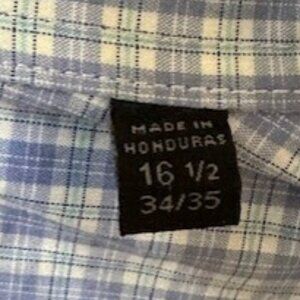 MADE IN
HONDURAS
16 1/2
34/35